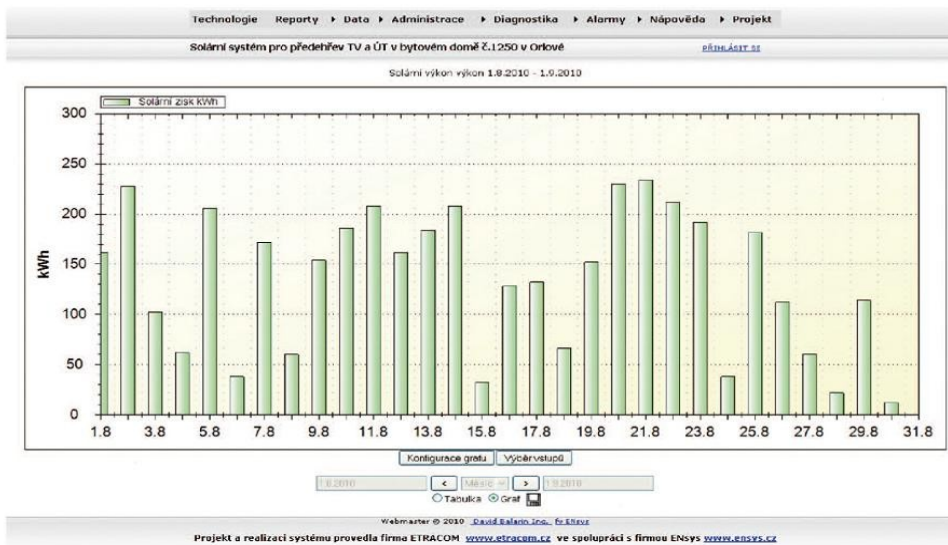 Technologie Reporty Data Administrace Diagnostika Alarmy Nápověda Projekt
Solární systém pro předehřev TV a ÚT v bytovém domě č.1250 v Orlové PŘIHLÁSIT SE
Solární výkon výkon 1.8.2010 - 1.9.2010
Solární zisk kWh
300
250
200
150
100
50
0
kWh
1.8 3.8 5.8 7.8 9.8 11.8 13.8 15.8 17.8 19.8 21.8 23.8 25.8 27.8 29.8 31.8
Konfigurace grafu Výběr vstupů
1.8.2010 < Měsíc > 1.9.2010
Tabulka Graf
Webmaster © 2010 David Balarin Ing. fy ENsys
Projekt a realizaci systému provedla firma ETRACOM www.etracom.cz ve spolupráci s firmou ENsys www.ensys.cz